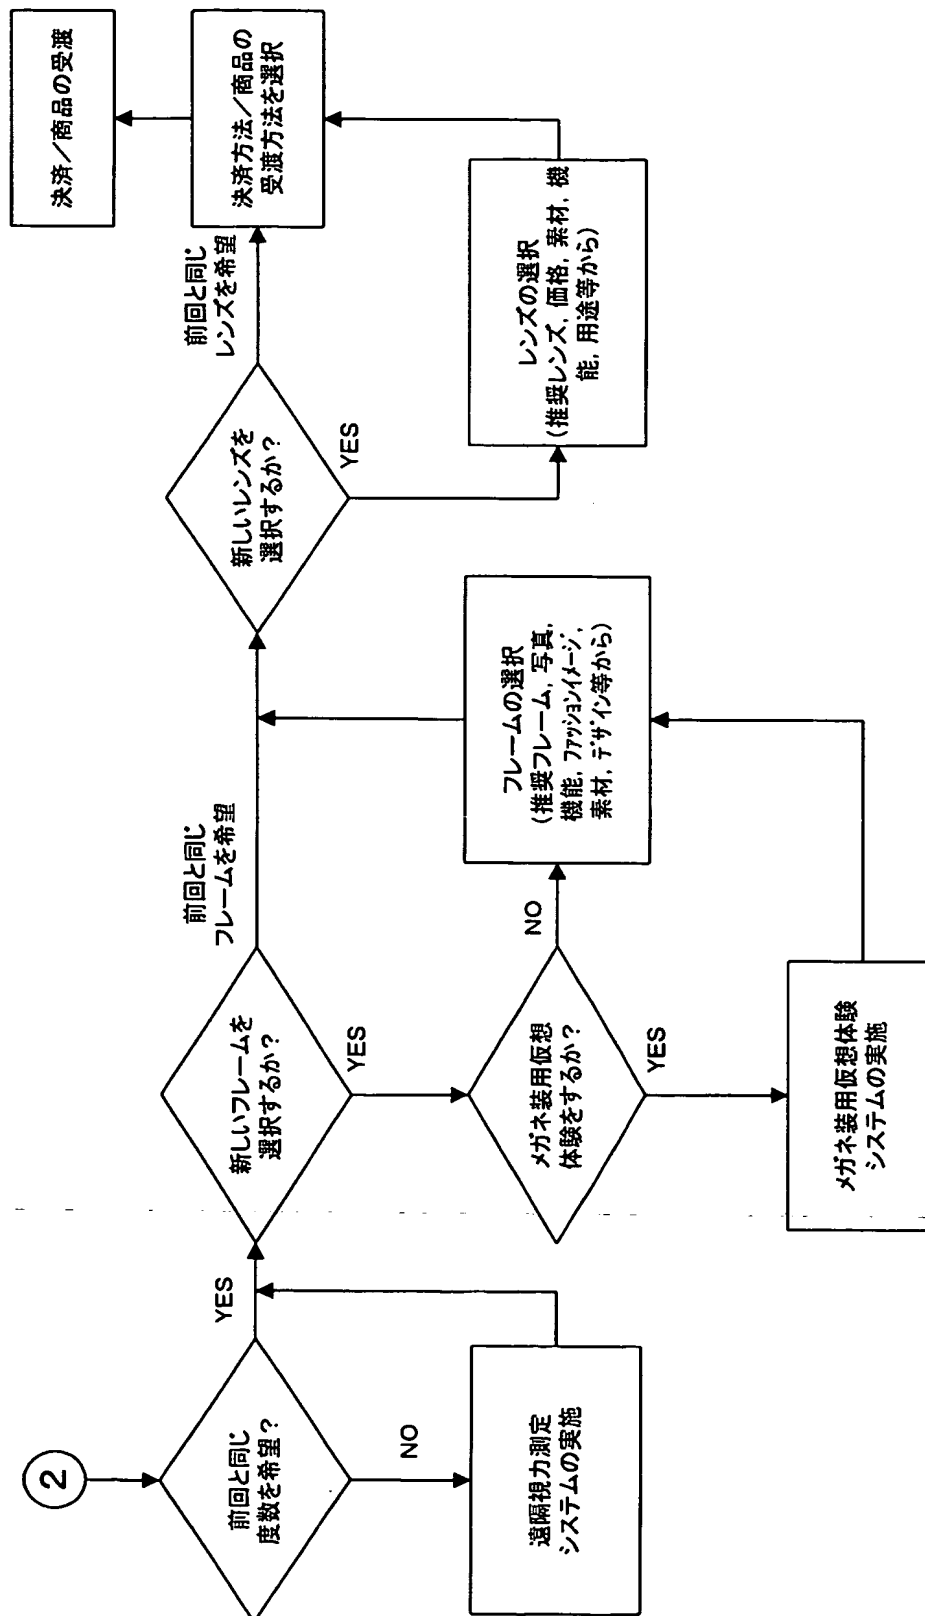 2
前回と同じ
度数を希望?
YES
NO
遠隔視力測定
システムの実施
新しいフレームを
選択するか?
前回と同じ
フレームを希望
YES
メガネ装用仮想
体験をするか?
NO
YES
メガネ装用仮想体験
システムの実施
フレームの選択
(推奨フレーム, 写真,
機能, ファッションイメージ,
素材, デザイン等から)
新しいレンズを
選択するか?
前回と同じ
レンズを希望
YES
レンズの選択
(推奨レンズ, 価格, 素材, 機
能, 用途等から)
決済方法/商品の
受渡方法を選択
決済/商品の受渡